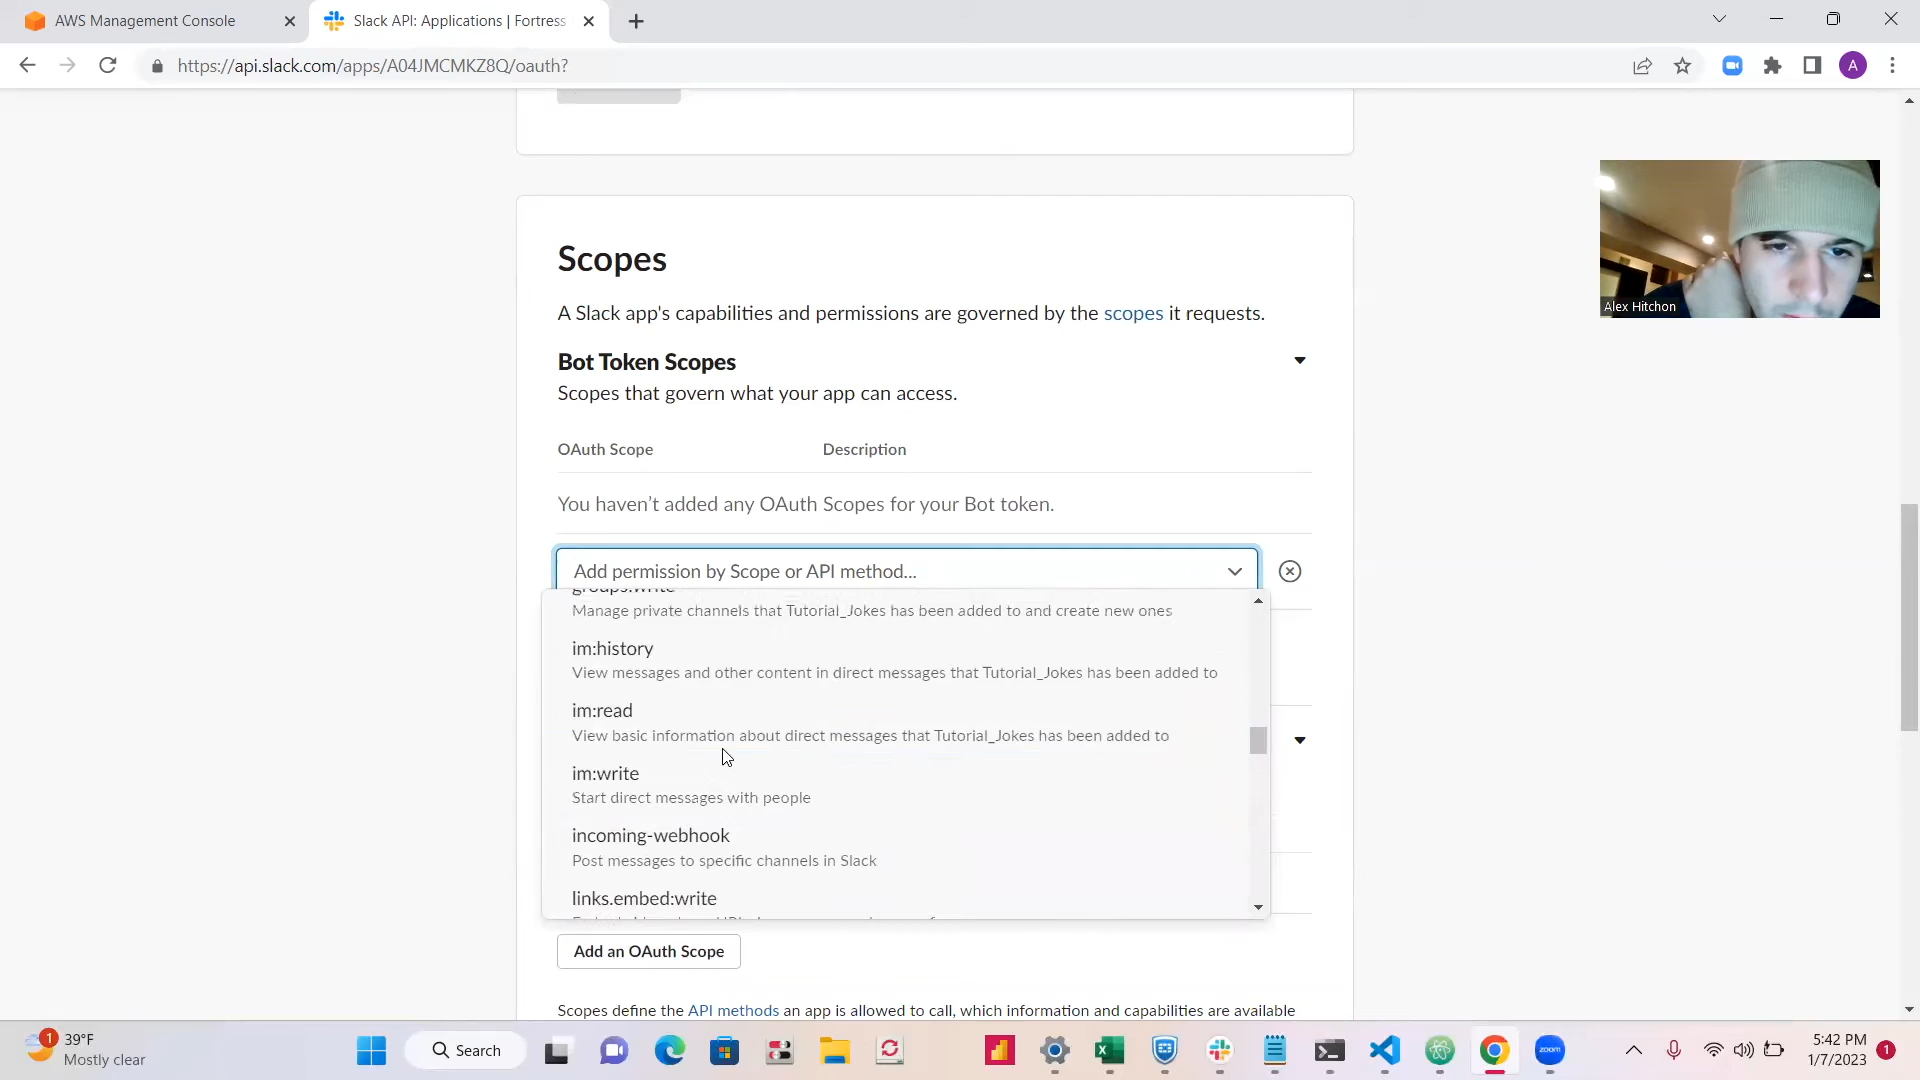 AWS Management Console
Slack API: Applications | Fortress
https://api.slack.com/apps/A04JMCMKZ8Q/oauth?
A
Scopes
A Slack app's capabilities and permissions are governed by the scopes it requests.
Bot Token Scopes
Scopes that govern what your app can access.
OAuth Scope Description
You haven't added any OAuth Scopes for your Bot token.
Add permission by Scope or API method...
groups:write
Manage private channels that Tutorial_Jokes has been added to and create new ones
im:history
View messages and other content in direct messages that Tutorial_Jokes has been added to
im:read
View basic information about direct messages that Tutorial_Jokes has been added to
im:write
Start direct messages with people
incoming-webhook
Post messages to specific channels in Slack
links.embed:write
Add an OAuth Scope
Scopes define the API methods an app is allowed to call, which information and capabilities are available
Alex Hitchon
1
39°F
Mostly clear
Search
zoom
5:42 PM
1/7/2023
1